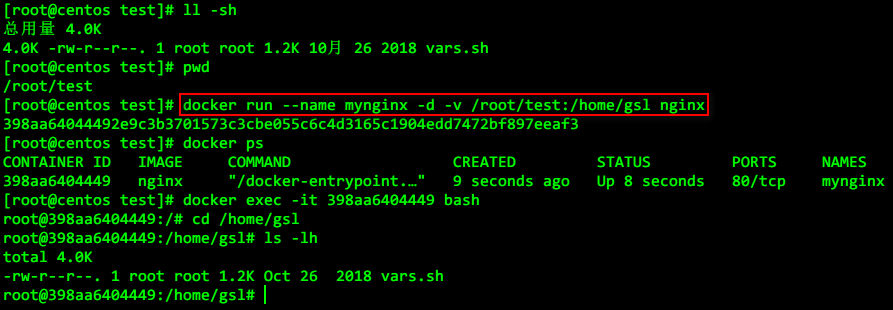 [root@centos test]# ll -sh
总用量 4.0K
4.0K -rw-r--r--. 1 root root 1.2K 10月 26 2018 vars.sh
[root@centos test]# pwd
/root/test
[root@centos test]# docker run --name mynginx -d -v /root/test:/home/gsl nginx
398aa64044492e9c3b3701573c3cbe055c6c4d3165c1904edd7472bf897eeaf3
[root@centos test]# docker ps
CONTAINER ID   IMAGE     COMMAND                  CREATED         STATUS         PORTS     NAMES
398aa6404449   nginx     "/docker-entrypoint.…"   9 seconds ago   Up 8 seconds   80/tcp    mynginx
[root@centos test]# docker exec -it 398aa6404449 bash
root@398aa6404449:/# cd /home/gsl
root@398aa6404449:/home/gsl# ls -lh
total 4.0K
-rw-r--r--. 1 root root 1.2K Oct 26  2018 vars.sh
root@398aa6404449:/home/gsl#